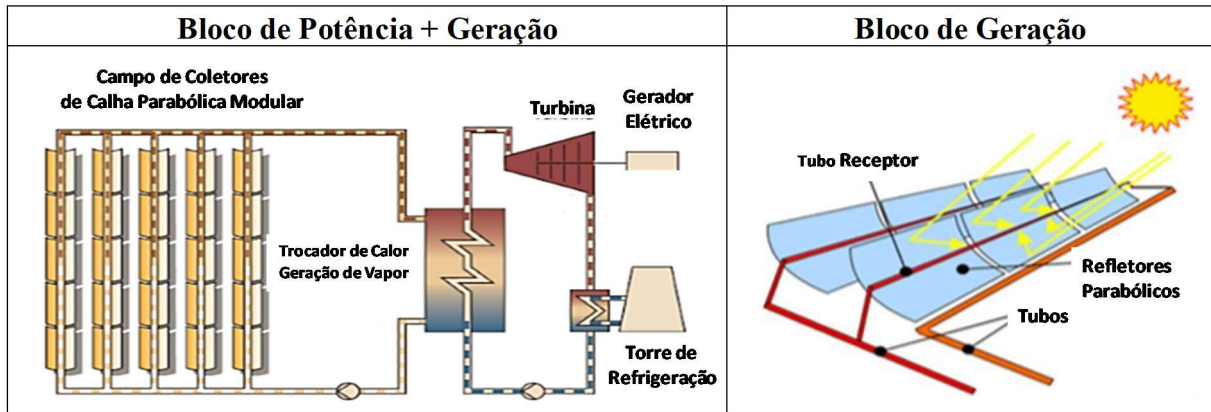 Bloco de Potência + Geração
Campo de Coletores
de Calha Parabólica Modular
Turbina
Gerador
Elétrico
Trocador de Calor
Geração de Vapor
Torre de
Refrigeração
Bloco de Geração
Tubo Receptor
Refletores
Parabólicos
Tubos